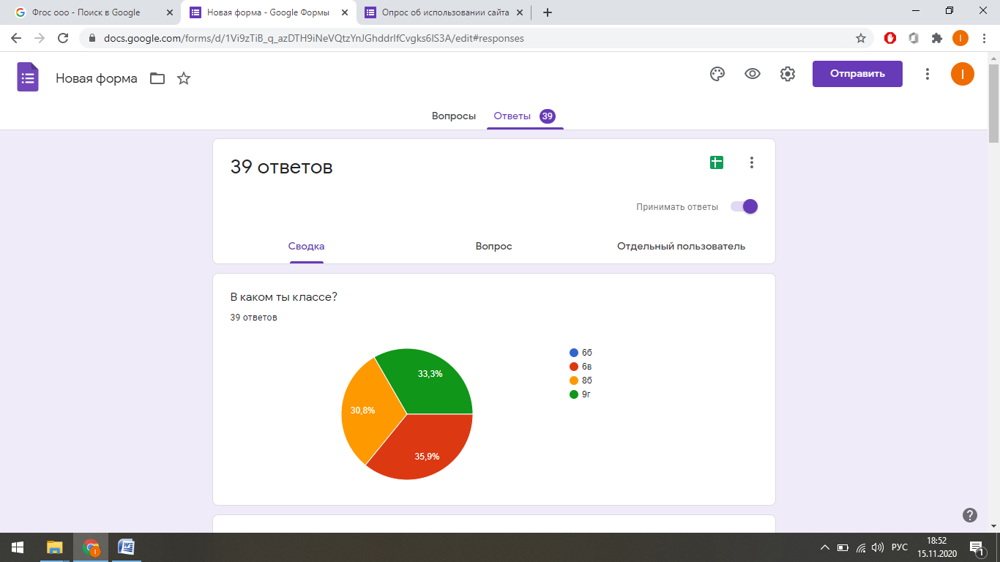 Фгос ооо - Поиск в Google
Новая форма - Google Формы
Опрос об использовании сайта
docs.google.com/forms/d/1Vi9zTiB_q_azDTH9iNeVQtzYnJGhddrIfCvgks6IS3A/edit#responses
I
Новая форма
Отправить
I
Вопросы
Ответы 39
39 ответов
Принимать ответы
Сводка
Вопрос
Отдельный пользователь
В каком ты классе?
39 ответов
33,3%
30,8%
35,9%
6б
6в
8б
9г
РУС
18:52
15.11.2020
1